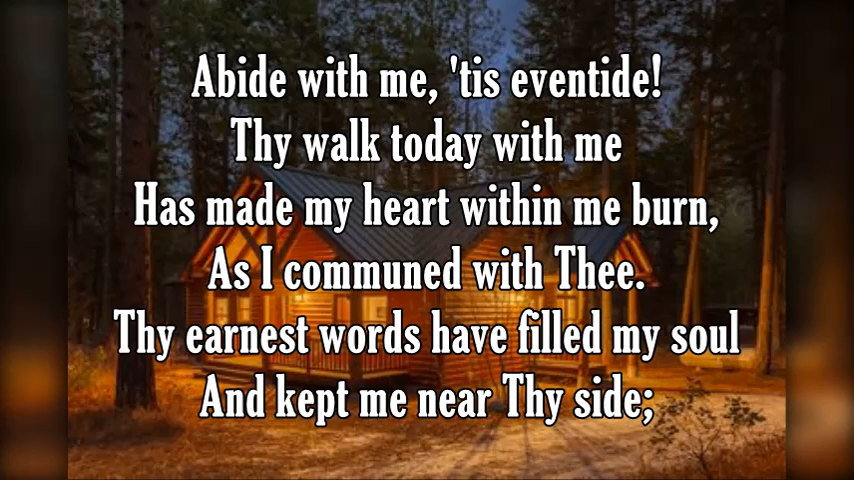 Abide with me, 'tis eventide!
Thy walk today with me
Has made my heart within me burn,
As I communed with Thee.
Thy earnest words have filled my soul
And kept me near Thy side;